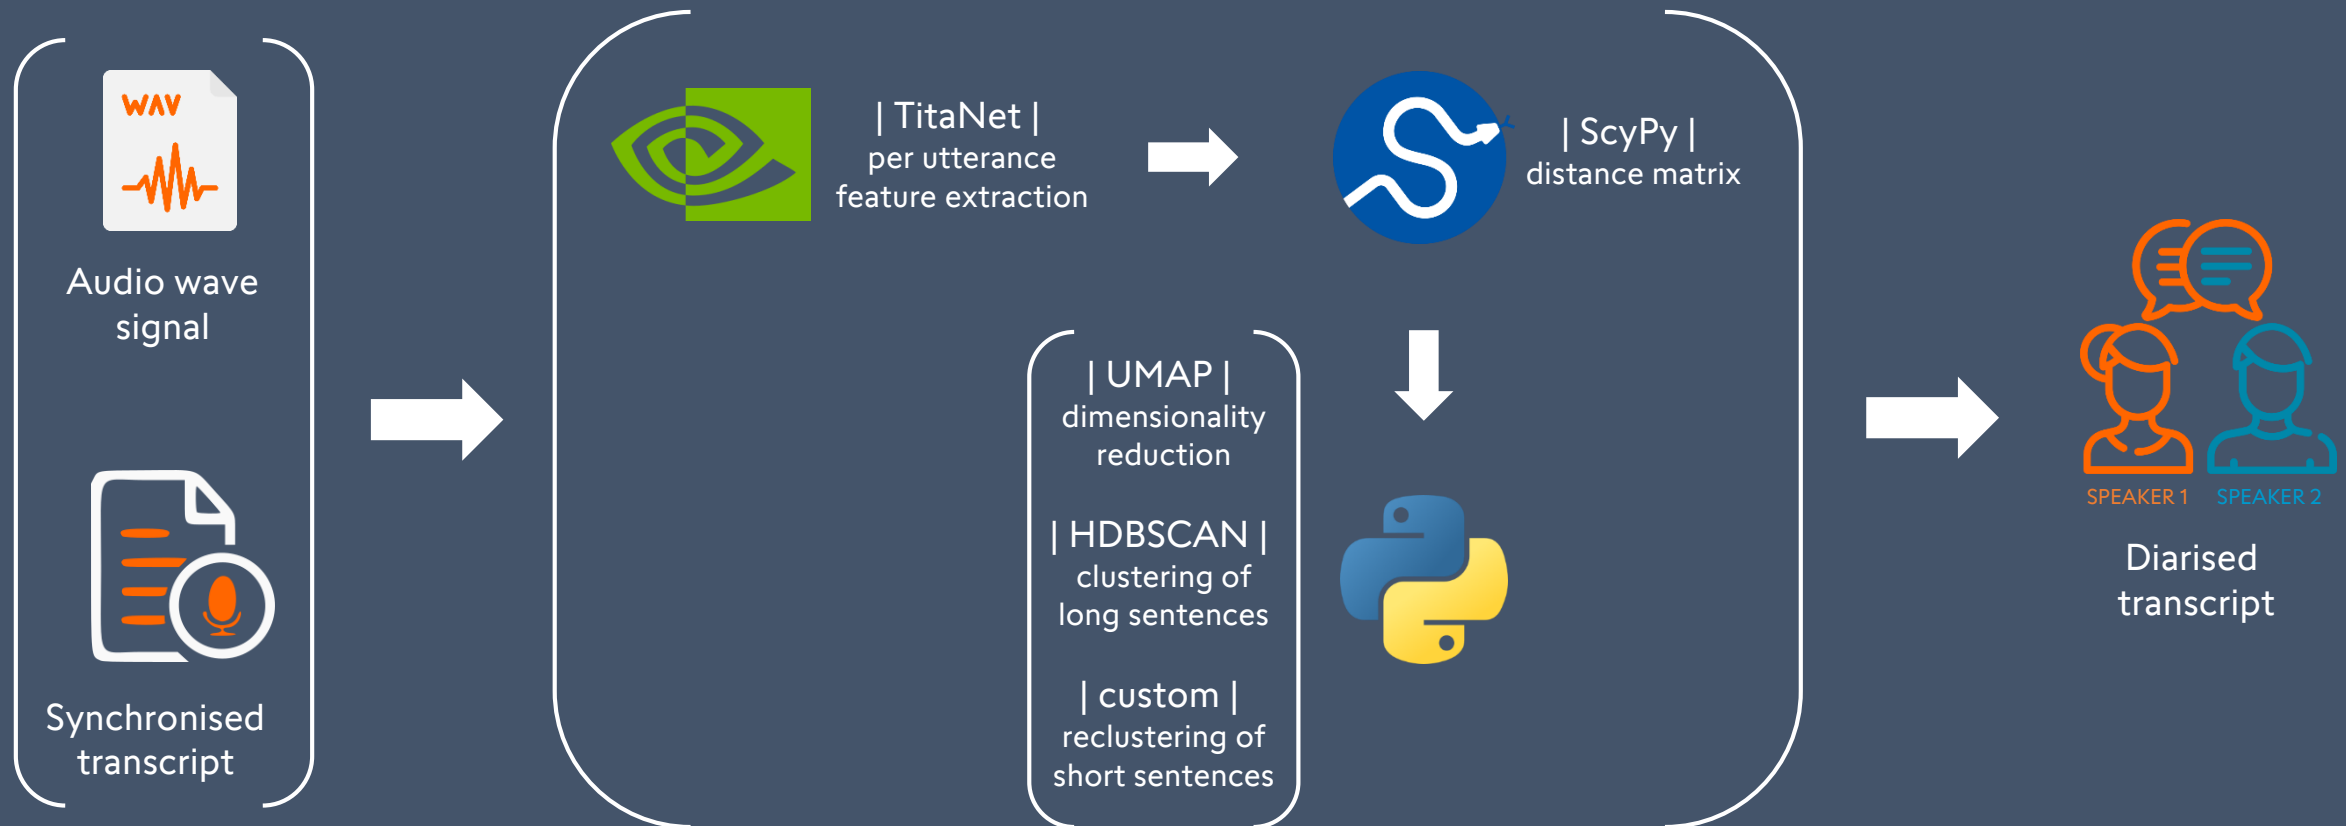 WAV
Audio wave
signal
Synchronised
transcript
| TitaNet |
per utterance
feature extraction
| ScyPy |
distance matrix
| UMAP |
dimensionality
reduction
| HDBSCAN |
clustering of
long sentences
| custom |
reclustering of
short sentences
SPEAKER 1 SPEAKER 2
Diarised
transcript